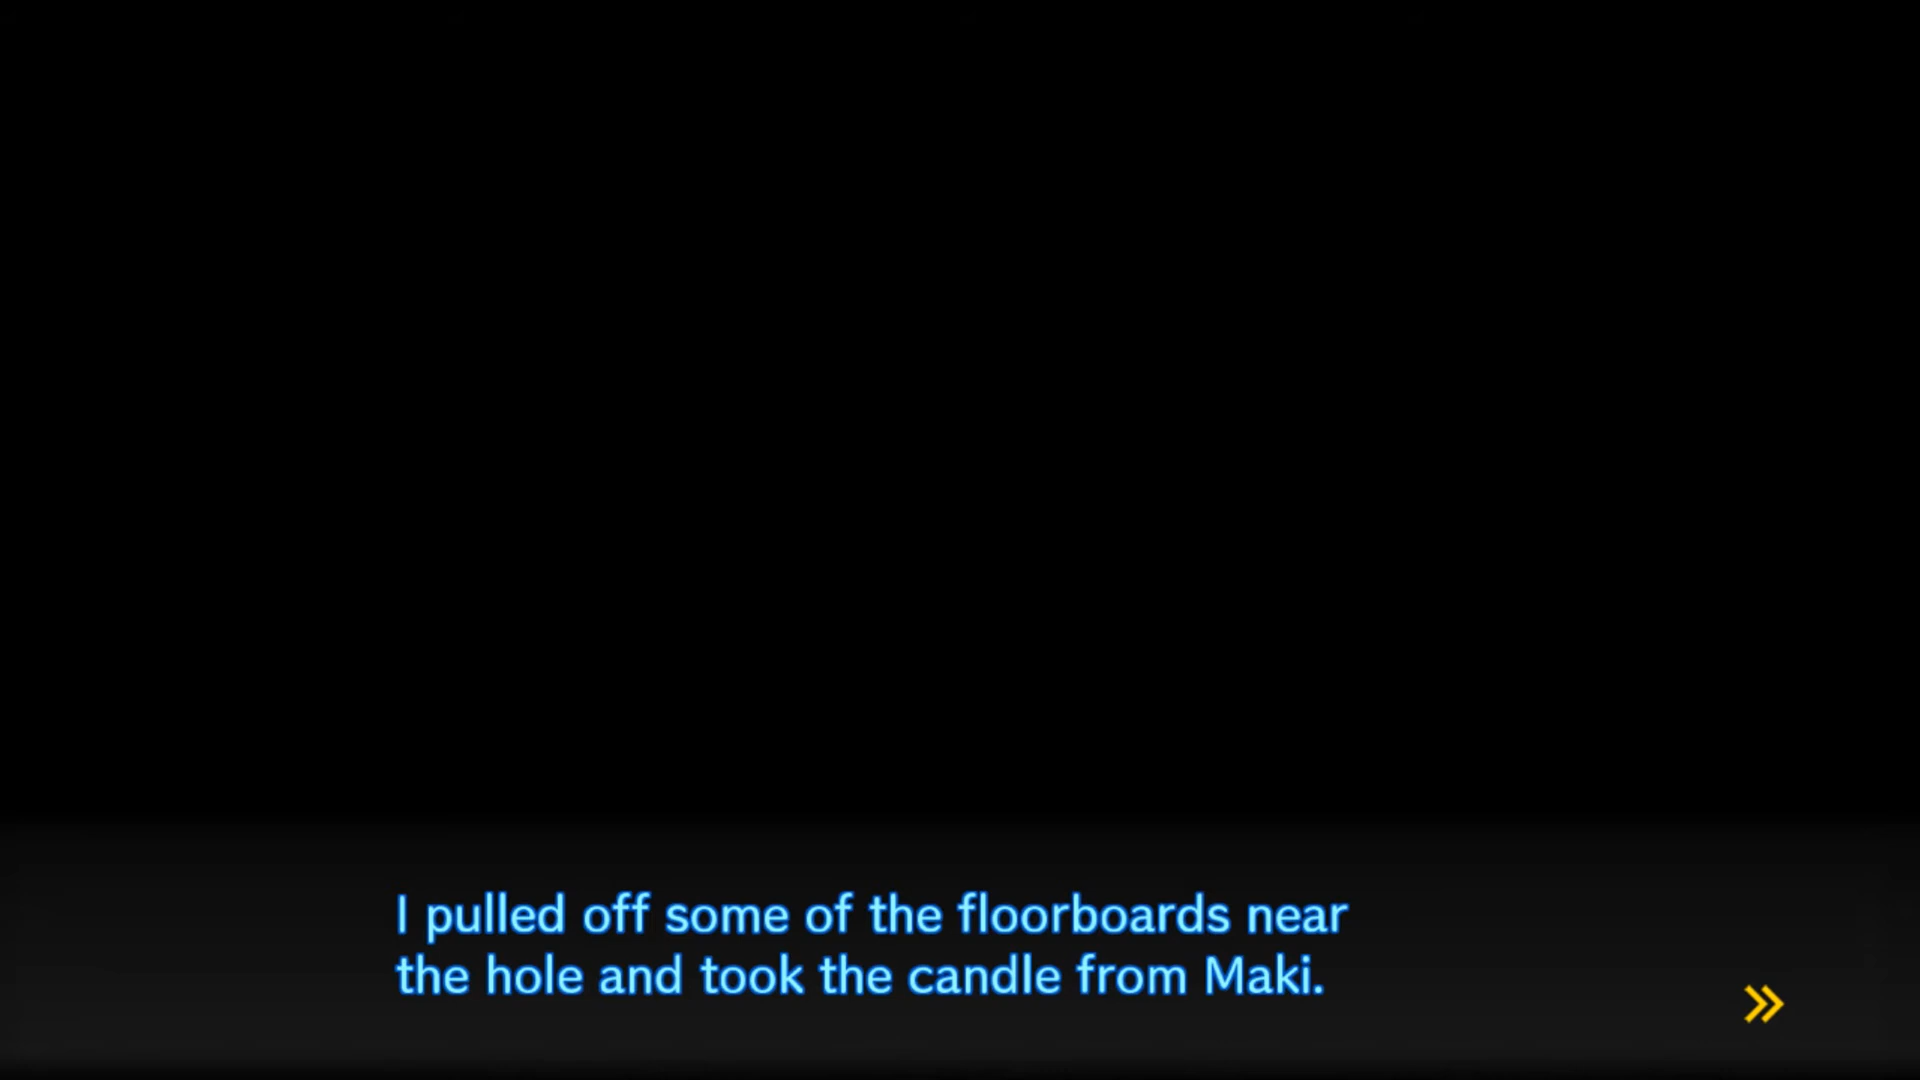 I pulled off some of the floorboards near
the hole and took the candle from Maki.